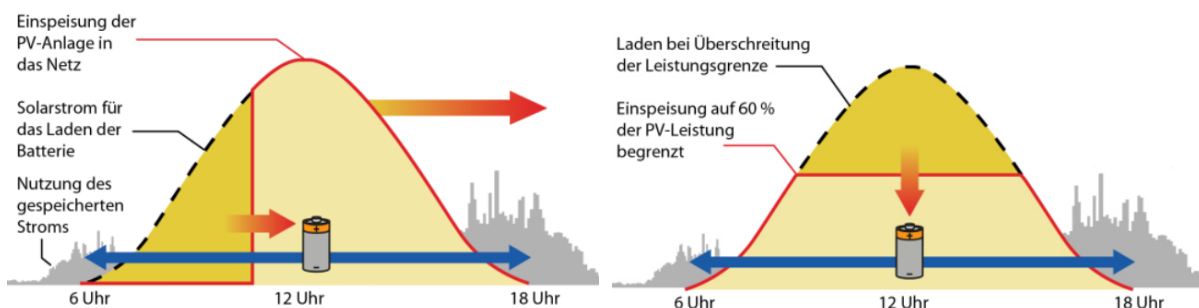 Einspeisung der
PV-Anlage in
das Netz
Solarstrom für
das Laden der
Batterie
Nutzung des
gespeicherten
Stroms
6 Uhr
12 Uhr
18 Uhr
Laden bei Überschreitung
der Leistungsgrenze
Einspeisung auf 60 %
der PV-Leistung
begrenzt
6 Uhr
12 Uhr
18 Uhr